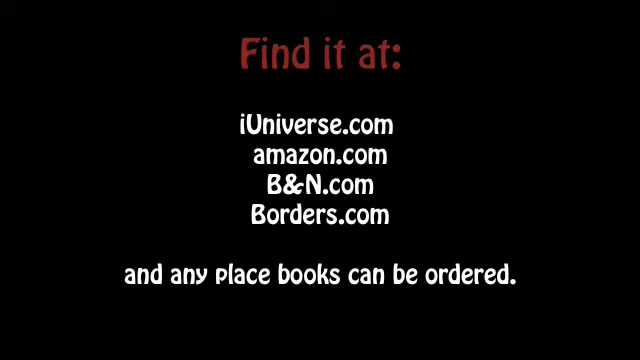 Find it at:
iUniverse.com
amazon.com
B&N.com
Borders.com
and any place books can be ordered.